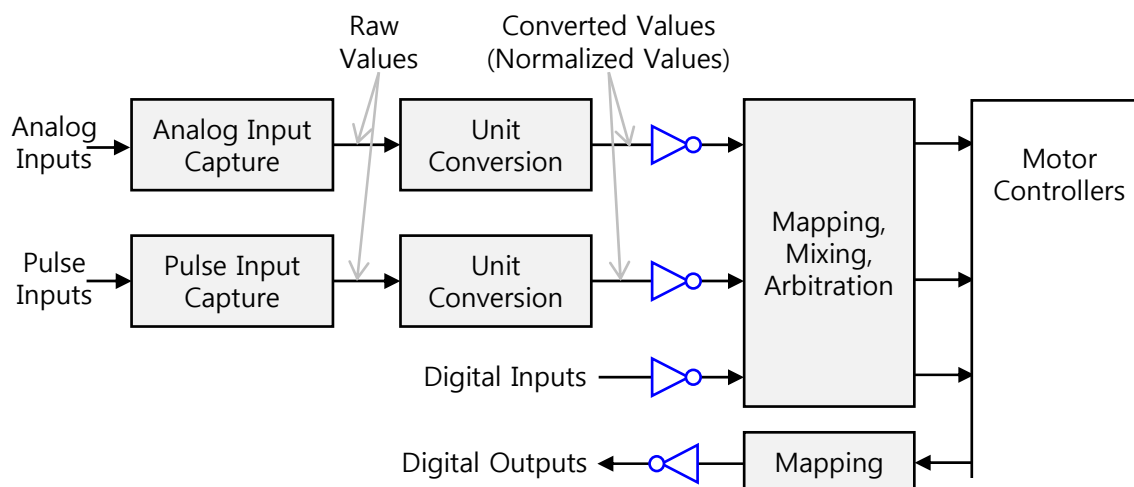 Raw
Values
Converted Values
(Normalized Values)
Analog
Inputs
Analog Input
Capture
Unit
Conversion
Motor
Controllers
Mapping,
Mixing,
Arbitration
Pulse
Inputs
Pulse Input
Capture
Unit
Conversion
Digital Inputs
Digital Outputs
Mapping